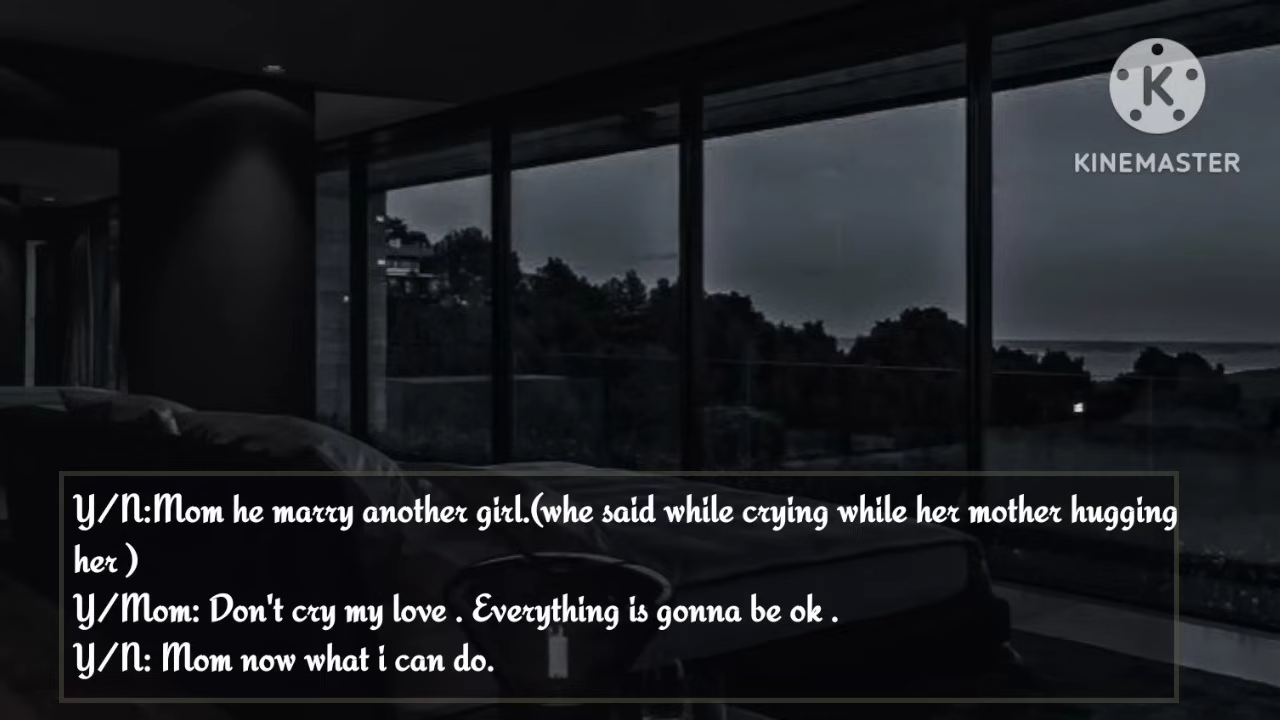 KINEMASTER
Y/N:Mom he marry another girl.(whe said while crying while her mother hugging
her )
Y/Mom: Don't cry my love . Everything is gonna be ok .
Y/N: Mom now what i can do.